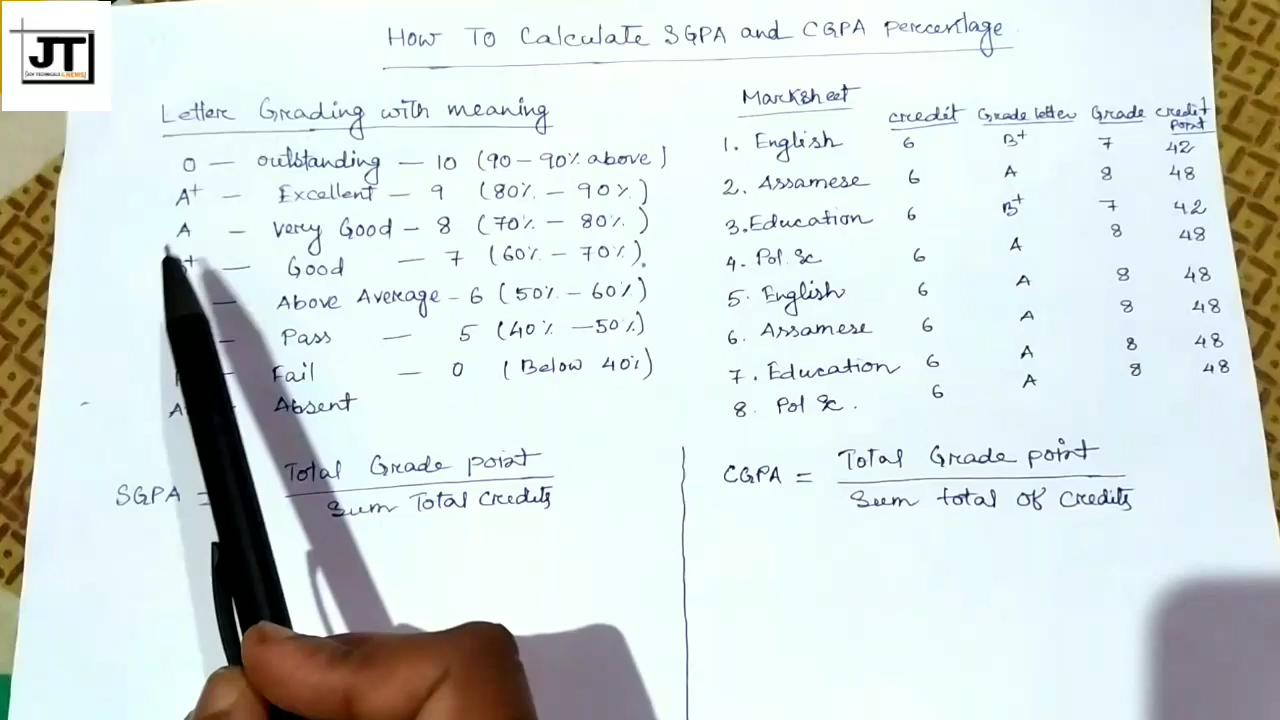 JT
How To Calculate SGPA and CGPA percentage
Letter Grading with meaning
O — outstanding — 10 (90 – 90% above)
A+ — Excellent — 9 (80% – 90%)
A — very Good — 8 (70% – 80%)
— Good — 7 (60% – 70%).
— Above Average – 6 (50% – 60%)
— Pass — 5 (40% – 50%)
— Fail — 0 (Below 40%)
Absent
SGPA = Total Grade point
Sum Total Credits
Marksheet
credit Grade letter Grade credit point
1. English 6 B+ 7 42
2. Assamese 6 A 8 48
3. Education 6 B+ 7 42
4. Pol. Sc 6 A 8 48
5. English 6 A 8 48
6. Assamese 6 A 8 48
7. Education 6 A 8 48
8. Pol Sc. 6 A 8 48
CGPA = Total Grade point
Sum total of Credits